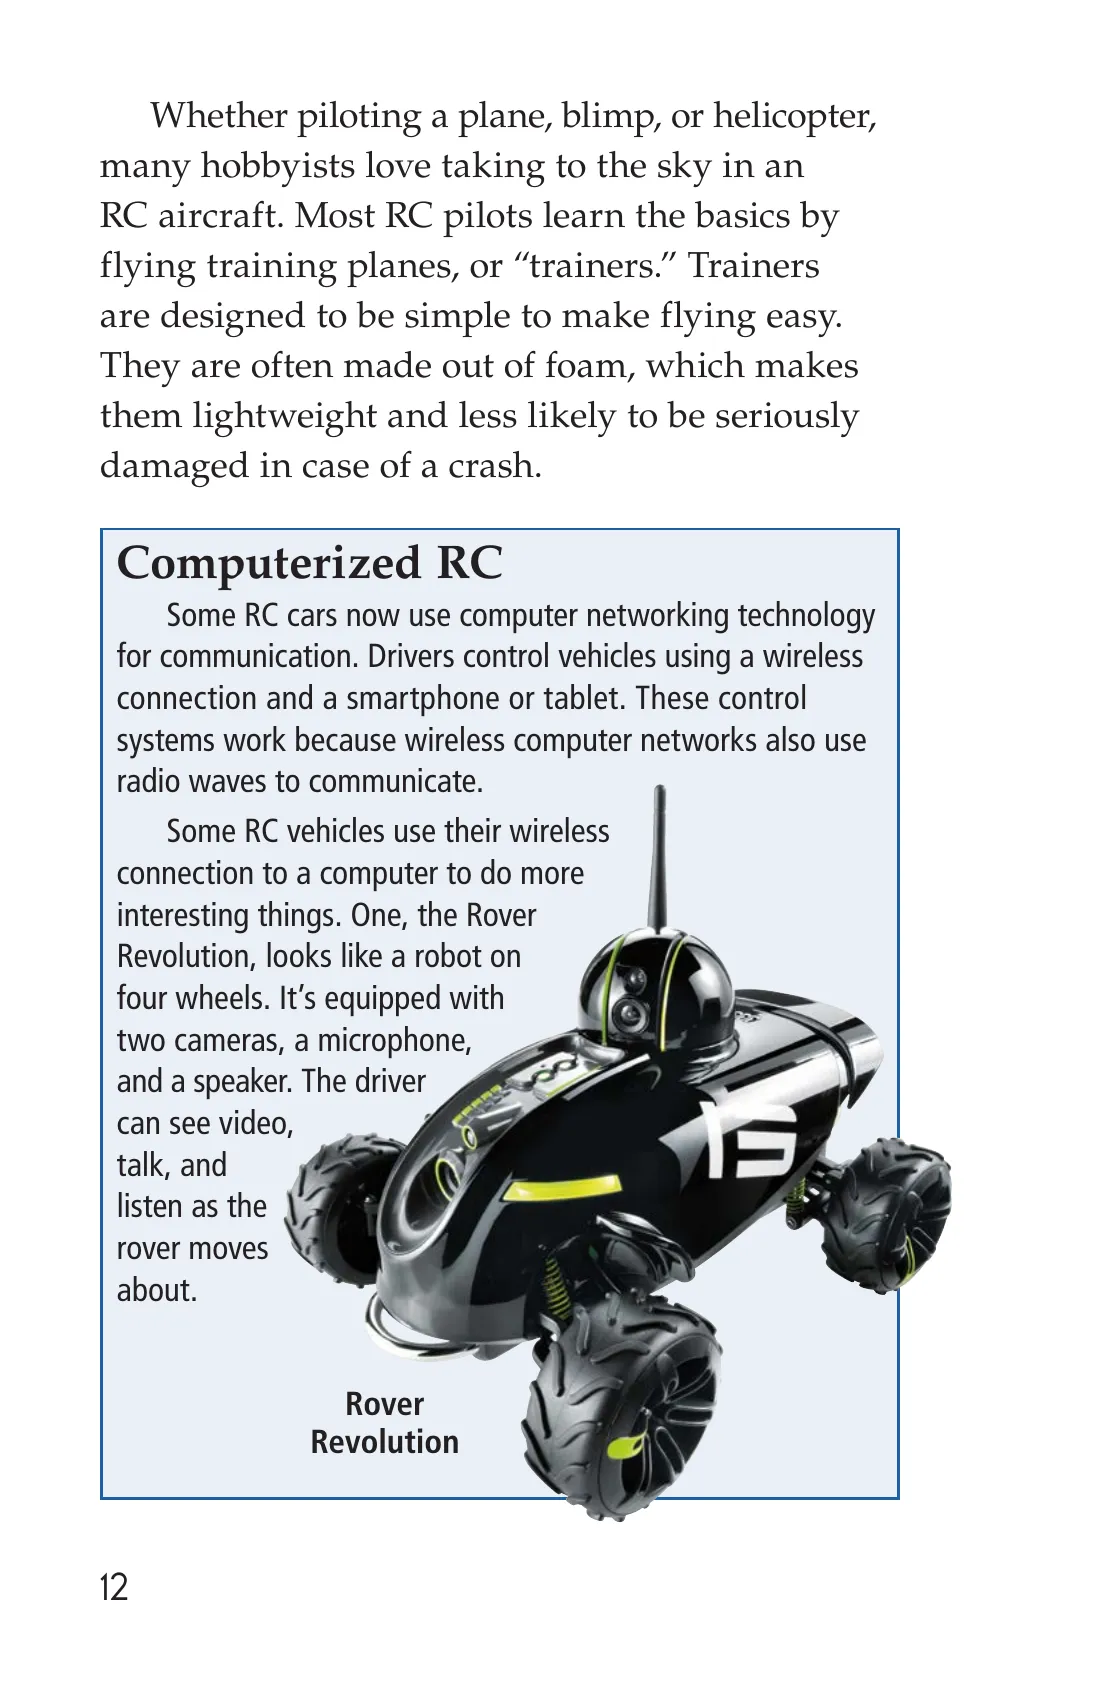 Whether piloting a plane, blimp, or helicopter,
many hobbyists love taking to the sky in an
RC aircraft. Most RC pilots learn the basics by
flying training planes, or “trainers.” Trainers
are designed to be simple to make flying easy.
They are often made out of foam, which makes
them lightweight and less likely to be seriously
damaged in case of a crash.
Computerized RC
Some RC cars now use computer networking technology
for communication. Drivers control vehicles using a wireless
connection and a smartphone or tablet. These control
systems work because wireless computer networks also use
radio waves to communicate.
Some RC vehicles use their wireless
connection to a computer to do more
interesting things. One, the Rover
Revolution, looks like a robot on
four wheels. It’s equipped with
two cameras, a microphone,
and a speaker. The driver
can see video,
talk, and
listen as the
rover moves
about.
Rover
Revolution
12